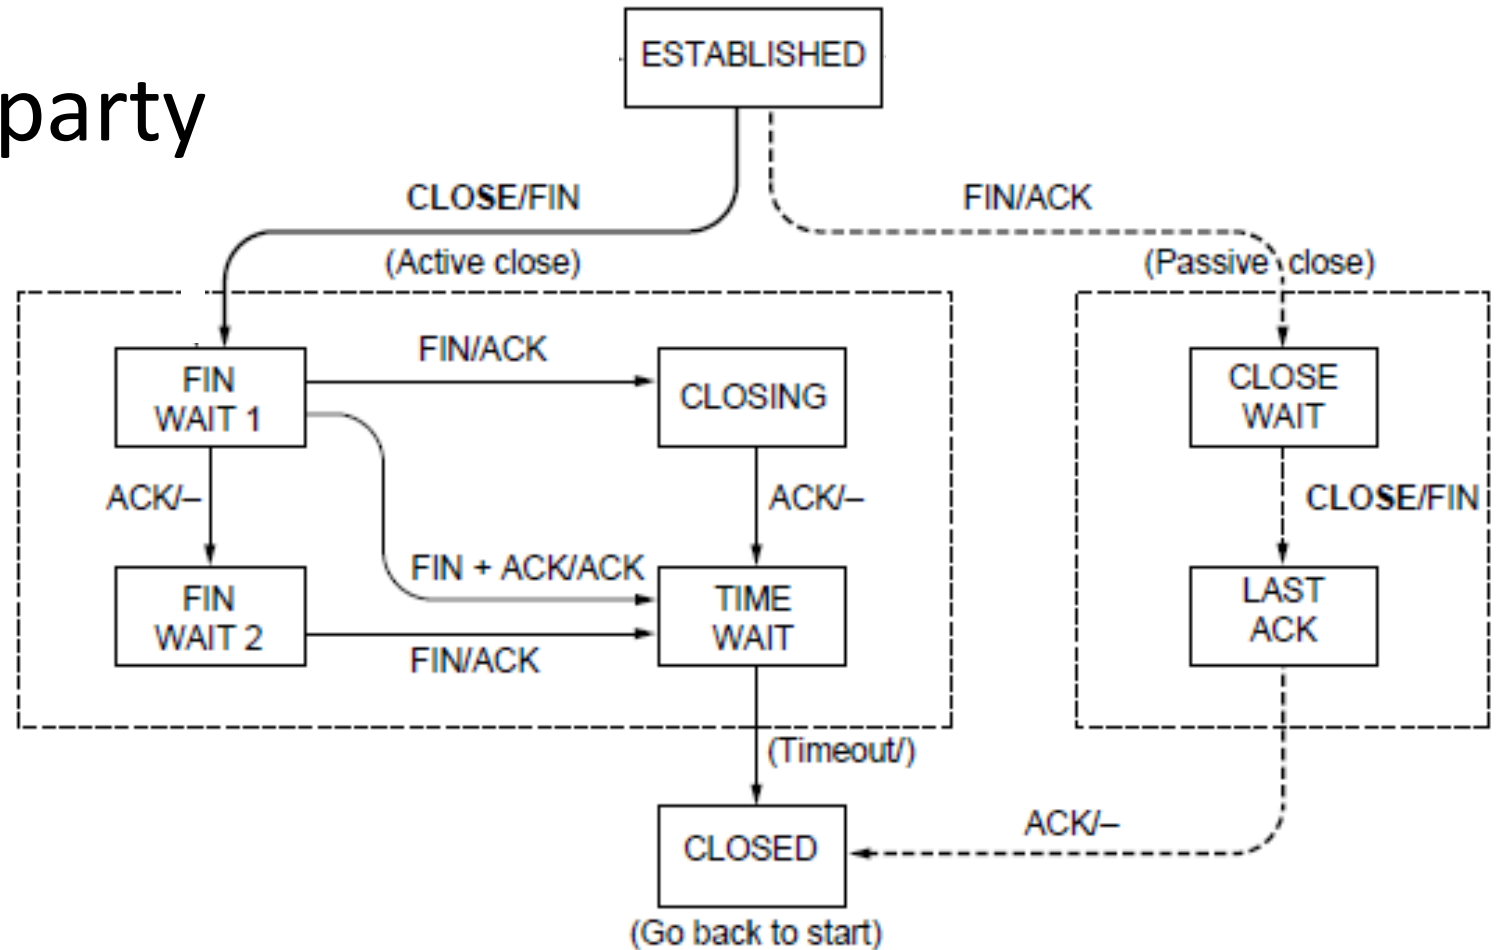 ESTABLISHED
party
CLOSE/FIN
FIN/ACK
(Active close)
(Passive close)
FIN
WAIT 1
FIN/ACK
CLOSING
CLOSE
WAIT
ACK/–
ACK/–
CLOSE/FIN
FIN + ACK/ACK
FIN
WAIT 2
TIME
WAIT
LAST
ACK
FIN/ACK
(Timeout/)
ACK/–
CLOSED
(Go back to start)